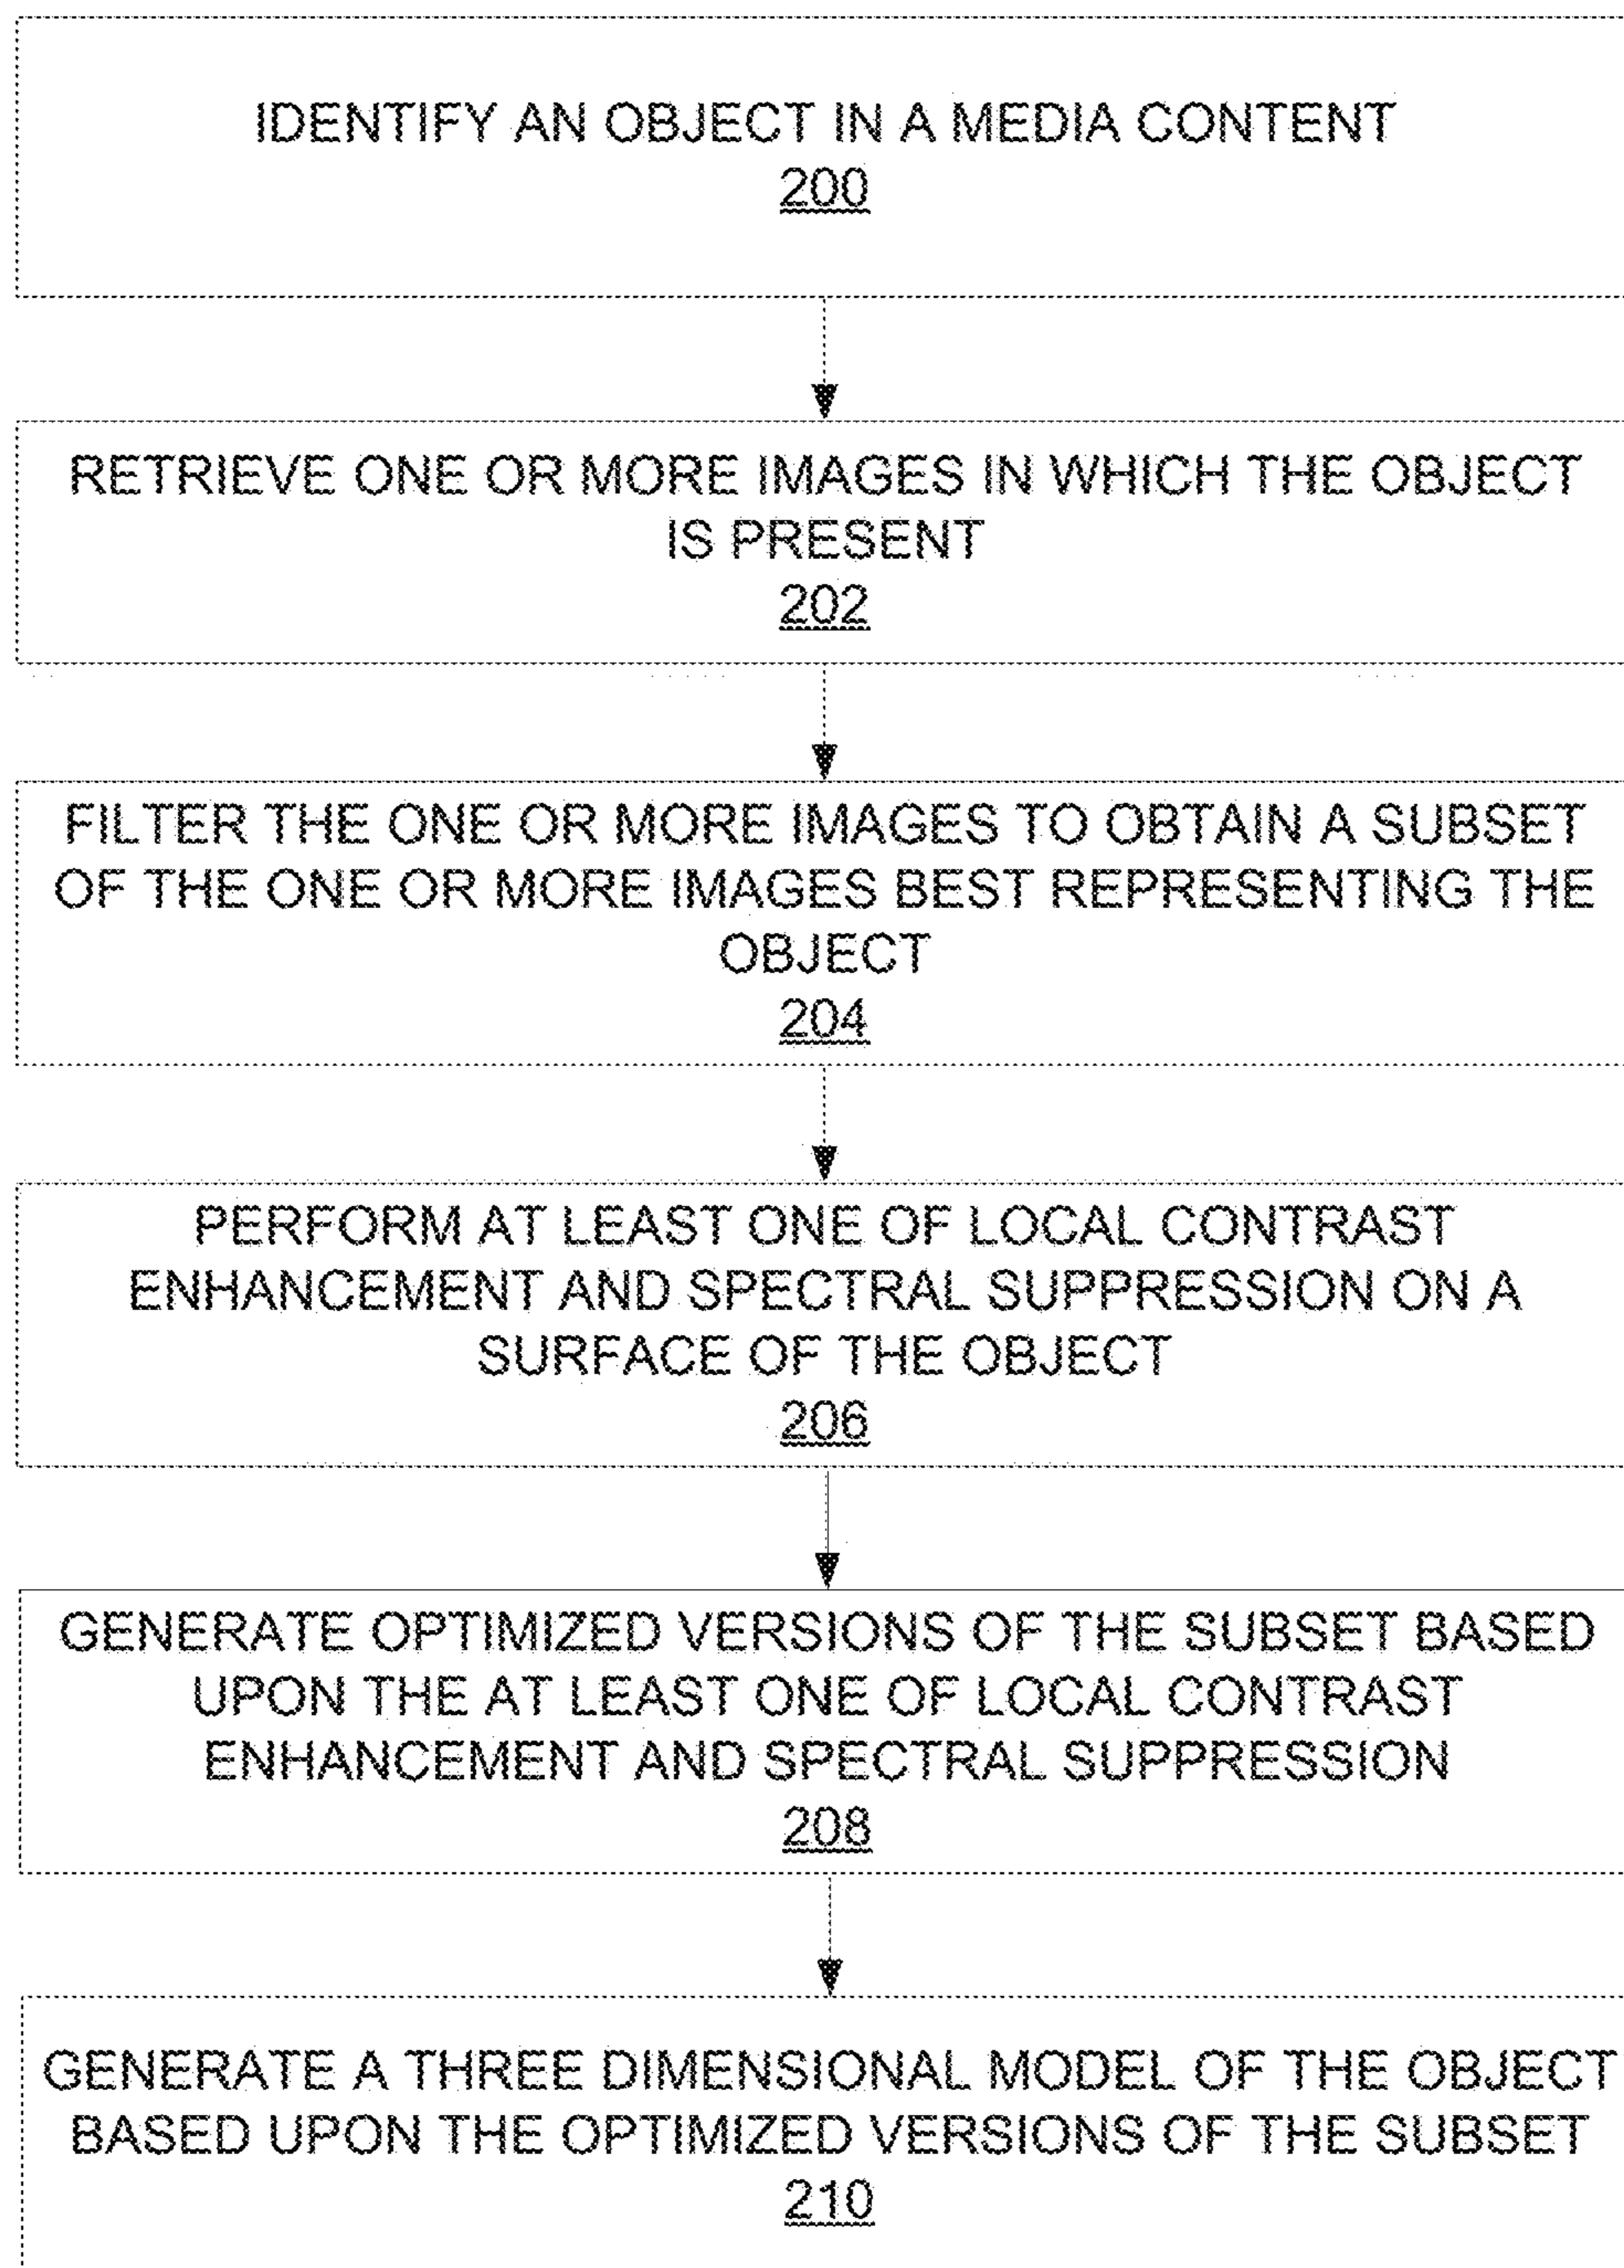 IDENTIFY AN OBJECT IN A MEDIA CONTENT
200
RETRIEVE ONE OR MORE IMAGES IN WHICH THE OBJECT
IS PRESENT
202
FILTER THE ONE OR MORE IMAGES TO OBTAIN A SUBSET
OF THE ONE OR MORE IMAGES BEST REPRESENTING THE
OBJECT
204
PERFORM AT LEAST ONE OF LOCAL CONTRAST
ENHANCEMENT AND SPECTRAL SUPPRESSION ON A
SURFACE OF THE OBJECT
206
GENERATE OPTIMIZED VERSIONS OF THE SUBSET BASED
UPON THE AT LEAST ONE OF LOCAL CONTRAST
ENHANCEMENT AND SPECTRAL SUPPRESSION
208
GENERATE A THREE DIMENSIONAL MODEL OF THE OBJECT
BASED UPON THE OPTIMIZED VERSIONS OF THE SUBSET
210